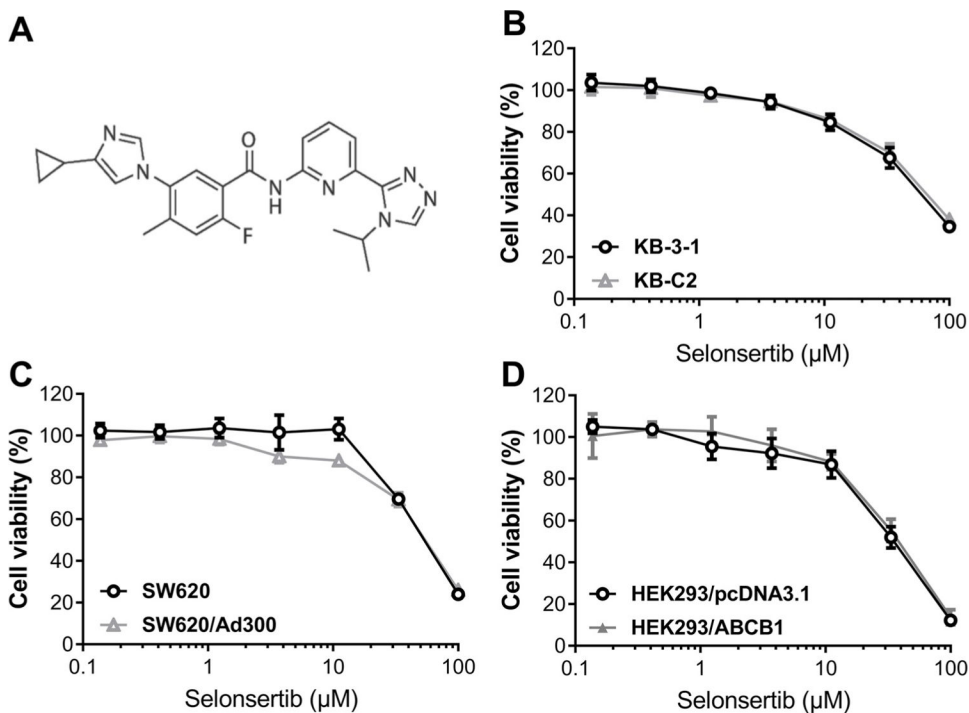 A
N
N
O
N
H
F
N
N
N
N
B
Cell viability (%)
120
100
80
60
40
20
0
KB-3-1
KB-C2
0.1
1
10
100
Selonsertib (µM)
C
Cell viability (%)
120
100
80
60
40
20
0
SW620
SW620/Ad300
0.1
1
10
100
Selonsertib (µM)
D
Cell viability (%)
120
100
80
60
40
20
0
HEK293/pcDNA3.1
HEK293/ABCB1
0.1
1
10
100
Selonsertib (µM)